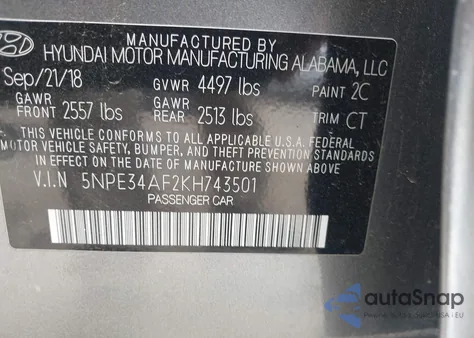 MANUFACTURED BY
HYUNDAI MOTOR MANUFACTURING ALABAMA, LLC
Sep/21/18 GVWR 4497 lbs PAINT 2C
GAWR FRONT 2557 lbs GAWR REAR 2513 lbs TRIM CT
THIS VEHICLE CONFORMS TO ALL APPLICABLE U.S.A. FEDERAL
MOTOR VEHICLE SAFETY, BUMPER, AND THEFT PREVENTION STANDARDS
IN EFFECT ON THE DATE OF MANUFACTURE SHOWN ABOVE.
V.I.N 5NPE34AF2KH743501
PASSENGER CAR
autoSnap